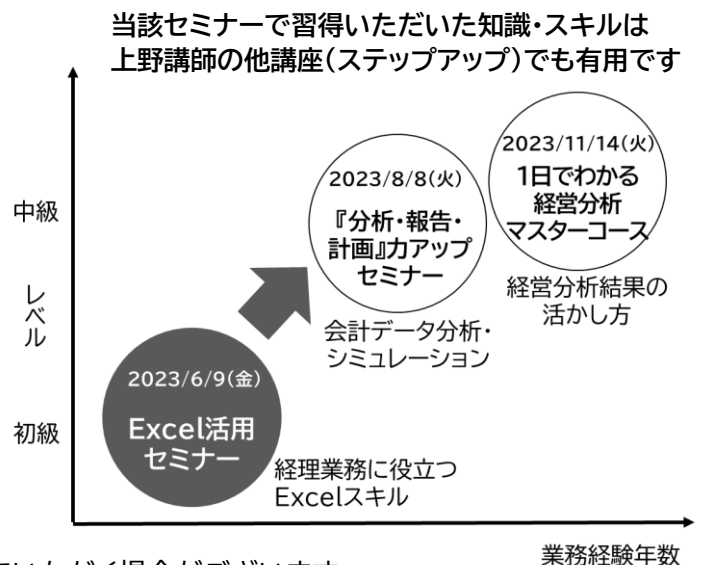 当該セミナーで習得いただいた知識・スキルは
上野講師の他講座(ステップアップ)でも有用です
2023/11/14(火)
1日でわかる
経営分析
マスターコース
経営分析結果の
活かし方
2023/8/8(火)
『分析・報告・
計画』力アップ
セミナー
会計データ分析・
シミュレーション
中級
レベル
初級
2023/6/9(金)
Excel活用
セミナー
経理業務に役立つ
Excelスキル
業務経験年数